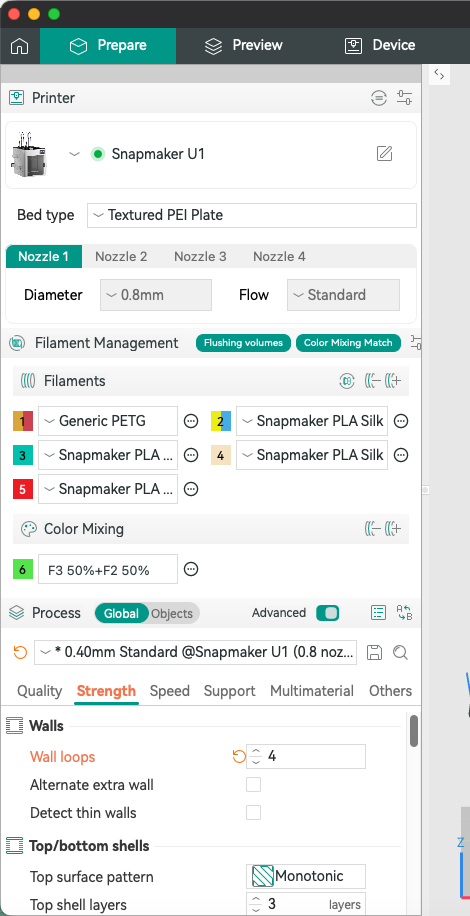 Prepare Preview Device
Printer
Snapmaker U1
Bed type Textured PEI Plate
Nozzle 1 Nozzle 2 Nozzle 3 Nozzle 4
Diameter 0.8mm Flow Standard
Filament Management Flushing volumes Color Mixing Match
Filaments
1 Generic PETG 2 Snapmaker PLA Silk
3 Snapmaker PLA ... 4 Snapmaker PLA Silk
5 Snapmaker PLA ...
Color Mixing
6 F3 50%+F2 50%
Process Global Objects Advanced
* 0.40mm Standard @Snapmaker U1 (0.8 noz...
Quality Strength Speed Support Multimaterial Others
Walls
Wall loops 4
Alternate extra wall
Detect thin walls
Top/bottom shells
Top surface pattern Monotonic
Top shell layers 3 layers
Z